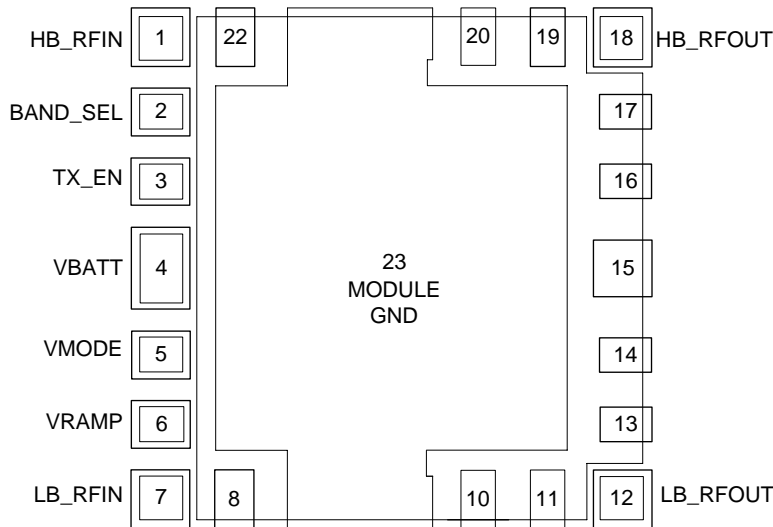 HB_RFIN 1 22 20 19 18 HB_RFOUT
BAND_SEL 2 17
TX_EN 3 16
VBATT 4 23 15
MODULE
GND
VMODE 5 14
VRAMP 6 13
LB_RFIN 7 8 10 11 12 LB_RFOUT